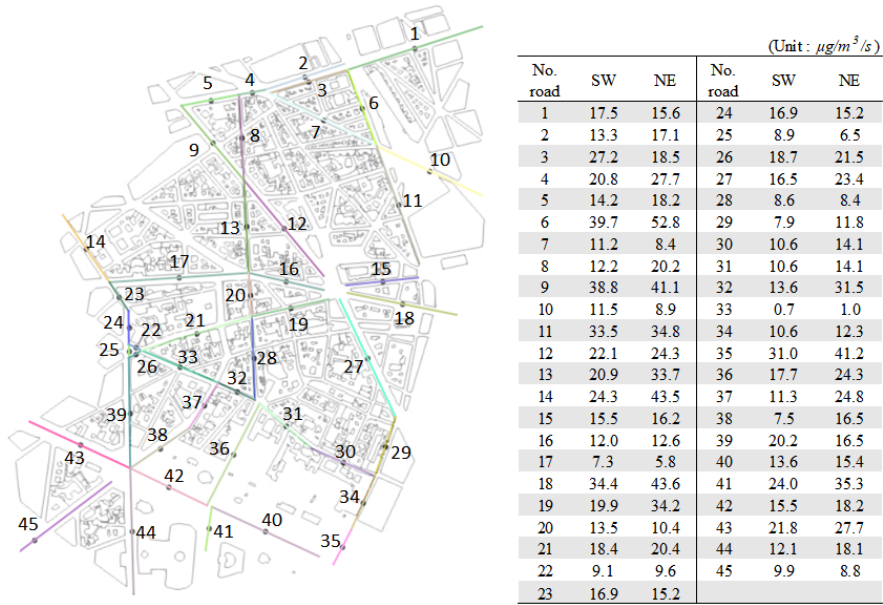 1
2
3
4
5
6
7
8
9
10
11
12
13
14
15
16
17
18
19
20
21
22
23
24
25
26
27
28
29
30
31
32
33
34
35
36
37
38
39
40
41
42
43
44
45
(Unit : μg/m³/s)
No. road SW NE No. road SW NE
1 17.5 15.6 24 16.9 15.2
2 13.3 17.1 25 8.9 6.5
3 27.2 18.5 26 18.7 21.5
4 20.8 27.7 27 16.5 23.4
5 14.2 18.2 28 8.6 8.4
6 39.7 52.8 29 7.9 11.8
7 11.2 8.4 30 10.6 14.1
8 12.2 20.2 31 10.6 14.1
9 38.8 41.1 32 13.6 31.5
10 11.5 8.9 33 0.7 1.0
11 33.5 34.8 34 10.6 12.3
12 22.1 24.3 35 31.0 41.2
13 20.9 33.7 36 17.7 24.3
14 24.3 43.5 37 11.3 24.8
15 15.5 16.2 38 7.5 16.5
16 12.0 12.6 39 20.2 16.5
17 7.3 5.8 40 13.6 15.4
18 34.4 43.6 41 24.0 35.3
19 19.9 34.2 42 15.5 18.2
20 13.5 10.4 43 21.8 27.7
21 18.4 20.4 44 12.1 18.1
22 9.1 9.6 45 9.9 8.8
23 16.9 15.2